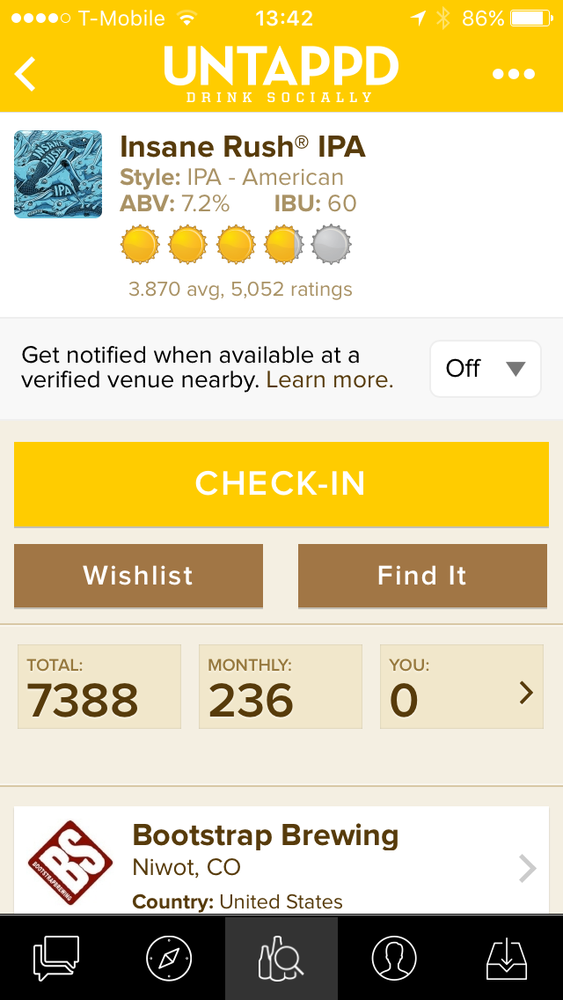 T-Mobile 13:42 86%
UNTAPPD
DRINK SOCIALLY
INSANE
RUSH
IPA
Insane Rush® IPA
Style: IPA - American
ABV: 7.2% IBU: 60
3.870 avg, 5,052 ratings
Get notified when available at a
verified venue nearby. Learn more.
Off
CHECK-IN
Wishlist Find It
TOTAL: MONTHLY: YOU:
7388 236 0
BS
BOOTSTRAPBREWING
Bootstrap Brewing
Niwot, CO
Country: United States